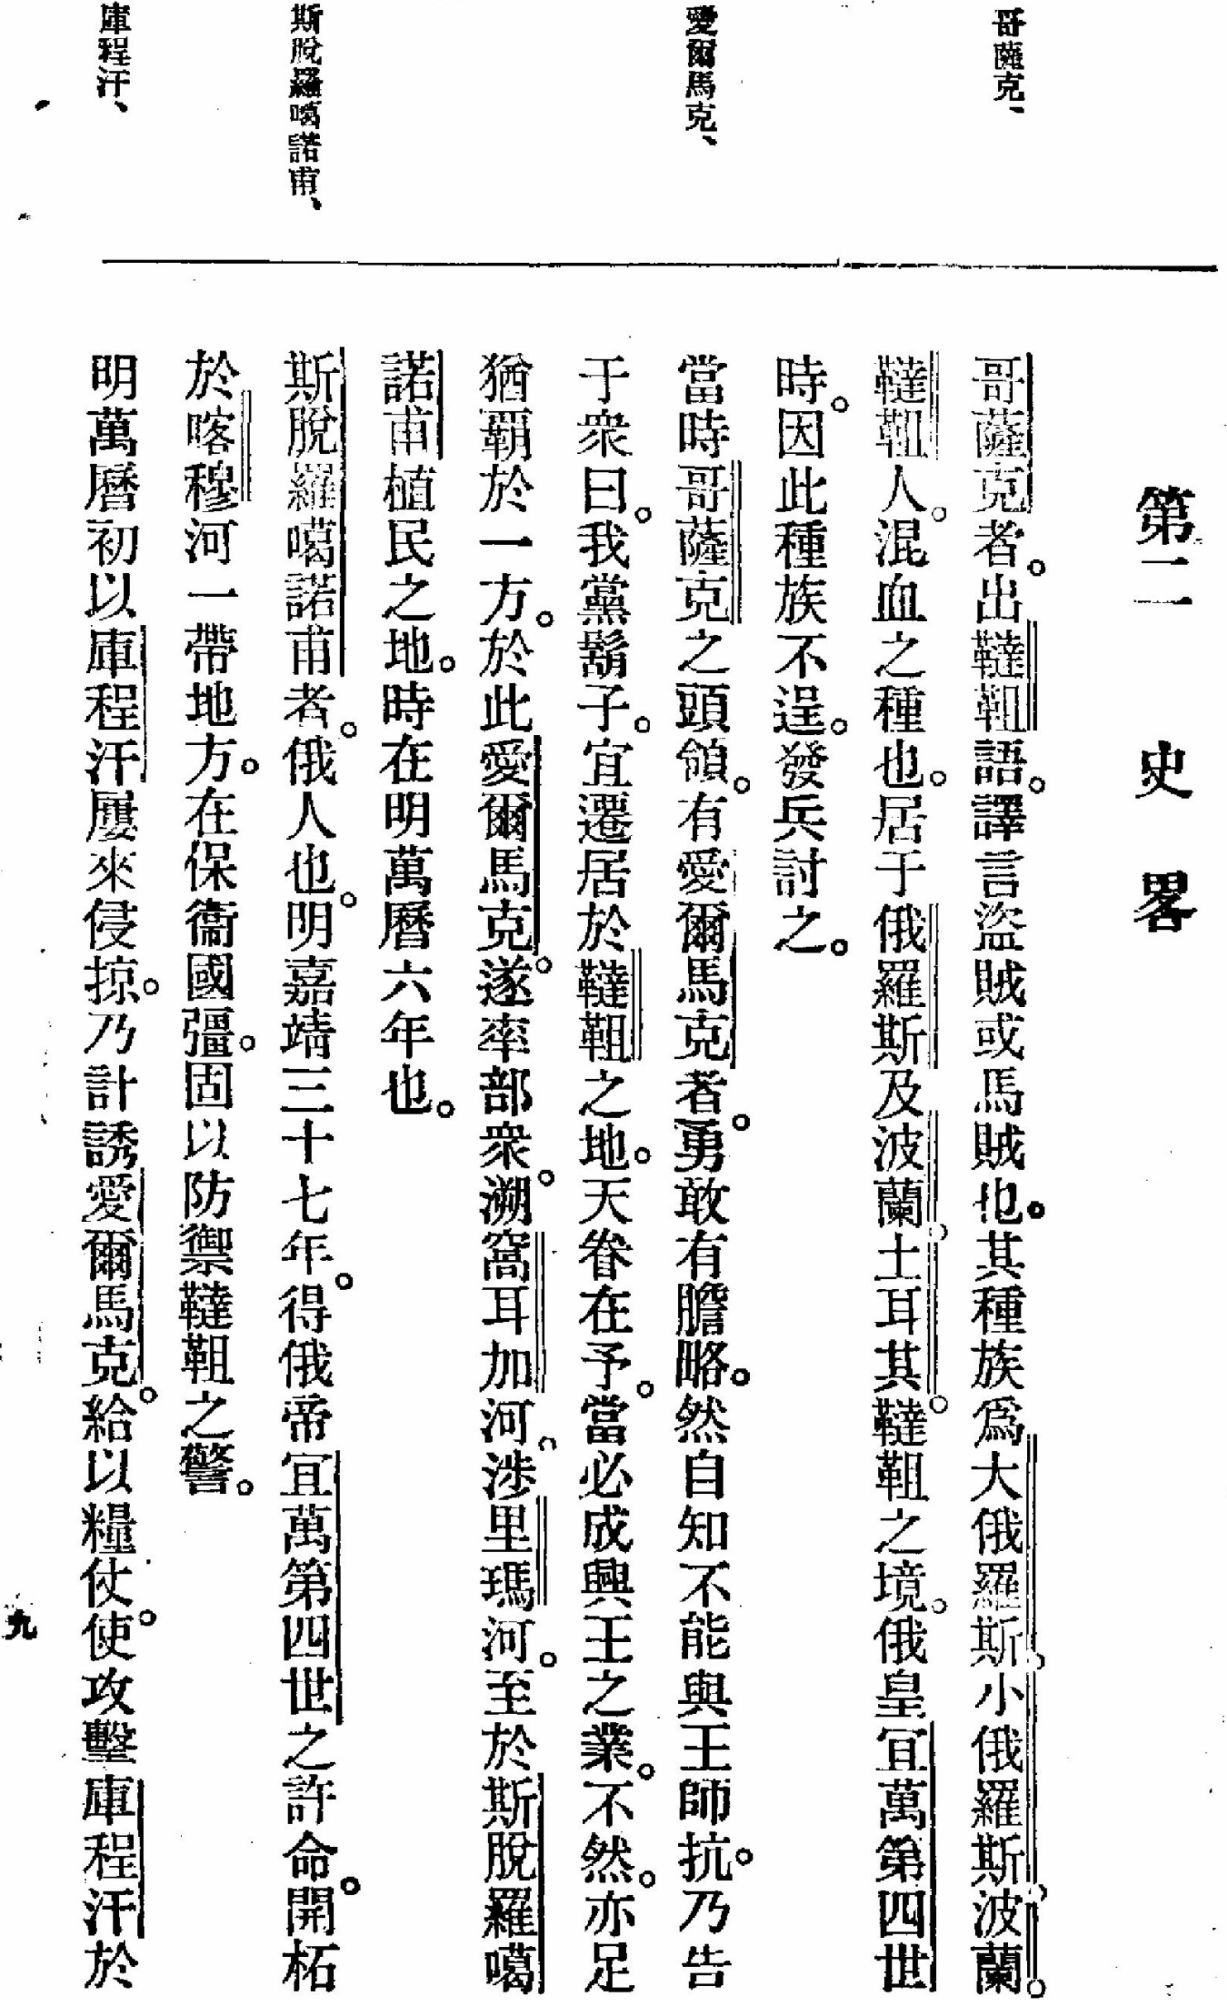 哥薩克、
愛爾馬克、
斯脫羅噶諾甫、
庫程汗、
第二　史　畧
哥薩克者。出韃靼語。譯言盜賊或馬賊也。其種族爲大俄羅斯。小俄羅斯。波蘭。
韃靼人。混血之種也。居于俄羅斯及波蘭。土耳其。韃靼之境。俄皇宜萬第四世
時。因此種族不逞。發兵討之。
當時哥薩克之頭領。有愛爾馬克者。勇敢有膽略。然自知不能與王師抗。乃告
于衆曰。我黨鬍子。宜遷居於韃靼之地。天眷在予。當必成興王之業。不然。亦足
猶覇於一方。於此愛爾馬克。遂率部衆。溯窩耳加河。涉里瑪河。至於斯脫羅噶
諾甫植民之地。時在明萬曆六年也。
斯脫羅噶諾甫者。俄人也。明嘉靖三十七年。得俄帝宜萬第四世之許命。開柘
於喀穆河一帶地方。在保衞國彊。固以防禦韃靼之警。
明萬曆初以庫程汗屢來侵掠。乃計誘愛爾馬克。給以糧仗。使攻擊庫程汗於
九